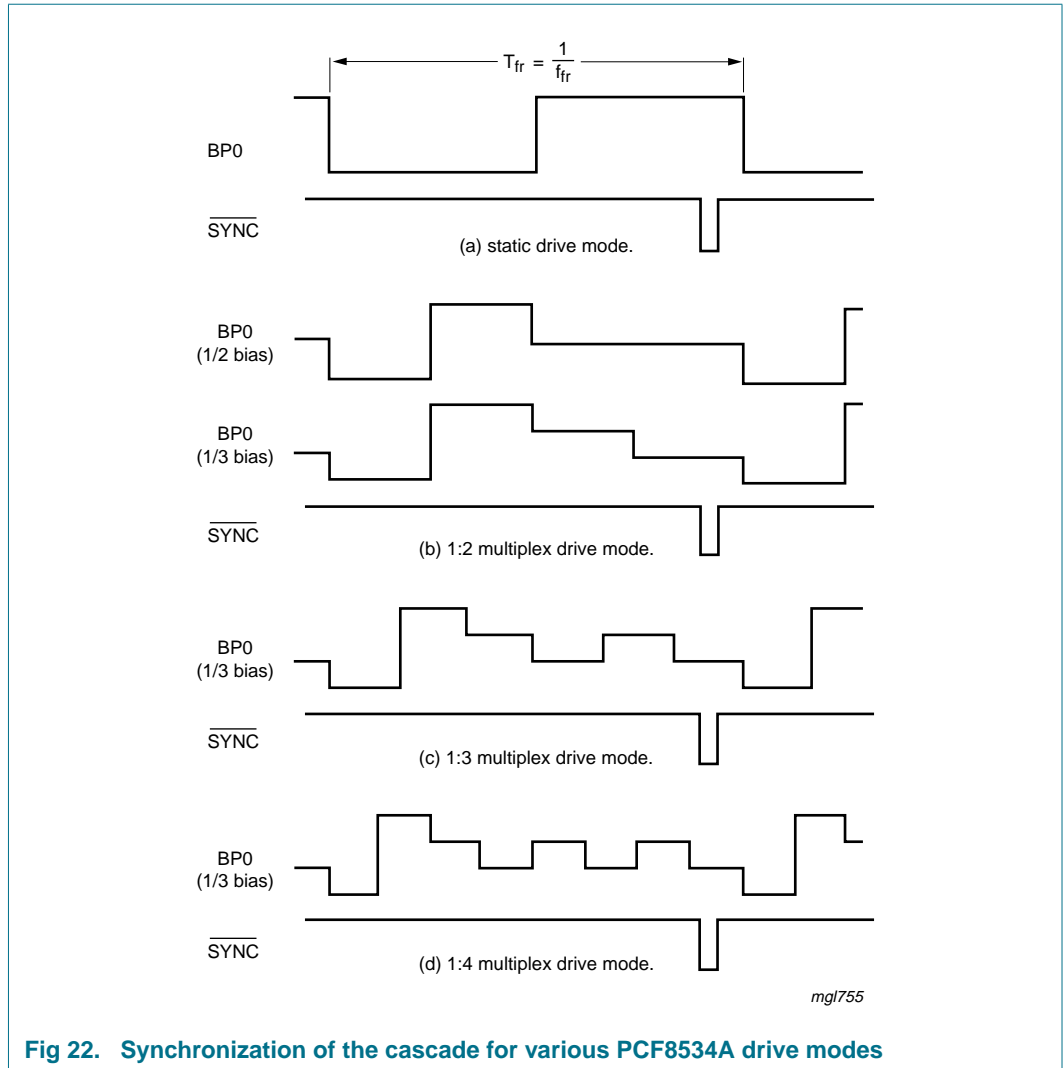 T_fr = 1/f_fr
BP0
SYNC
(a) static drive mode.
BP0
(1/2 bias)
BP0
(1/3 bias)
SYNC
(b) 1:2 multiplex drive mode.
BP0
(1/3 bias)
SYNC
(c) 1:3 multiplex drive mode.
BP0
(1/3 bias)
SYNC
(d) 1:4 multiplex drive mode.
mgl755
Fig 22. Synchronization of the cascade for various PCF8534A drive modes